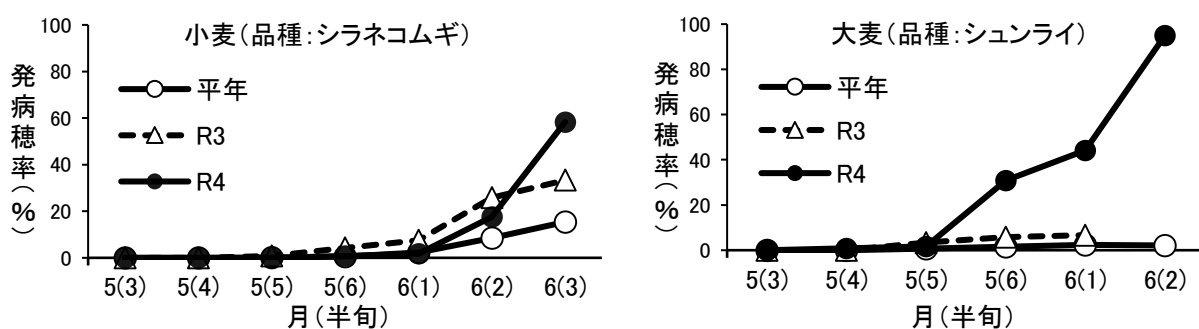 小麦(品種:シラネコムギ)
発病穂率(%)
100
80
60
40
20
0
平年
R3
R4
5(3) 5(4) 5(5) 5(6) 6(1) 6(2) 6(3)
月(半旬)
大麦(品種:シュンライ)
発病穂率(%)
100
80
60
40
20
0
平年
R3
R4
5(3) 5(4) 5(5) 5(6) 6(1) 6(2)
月(半旬)